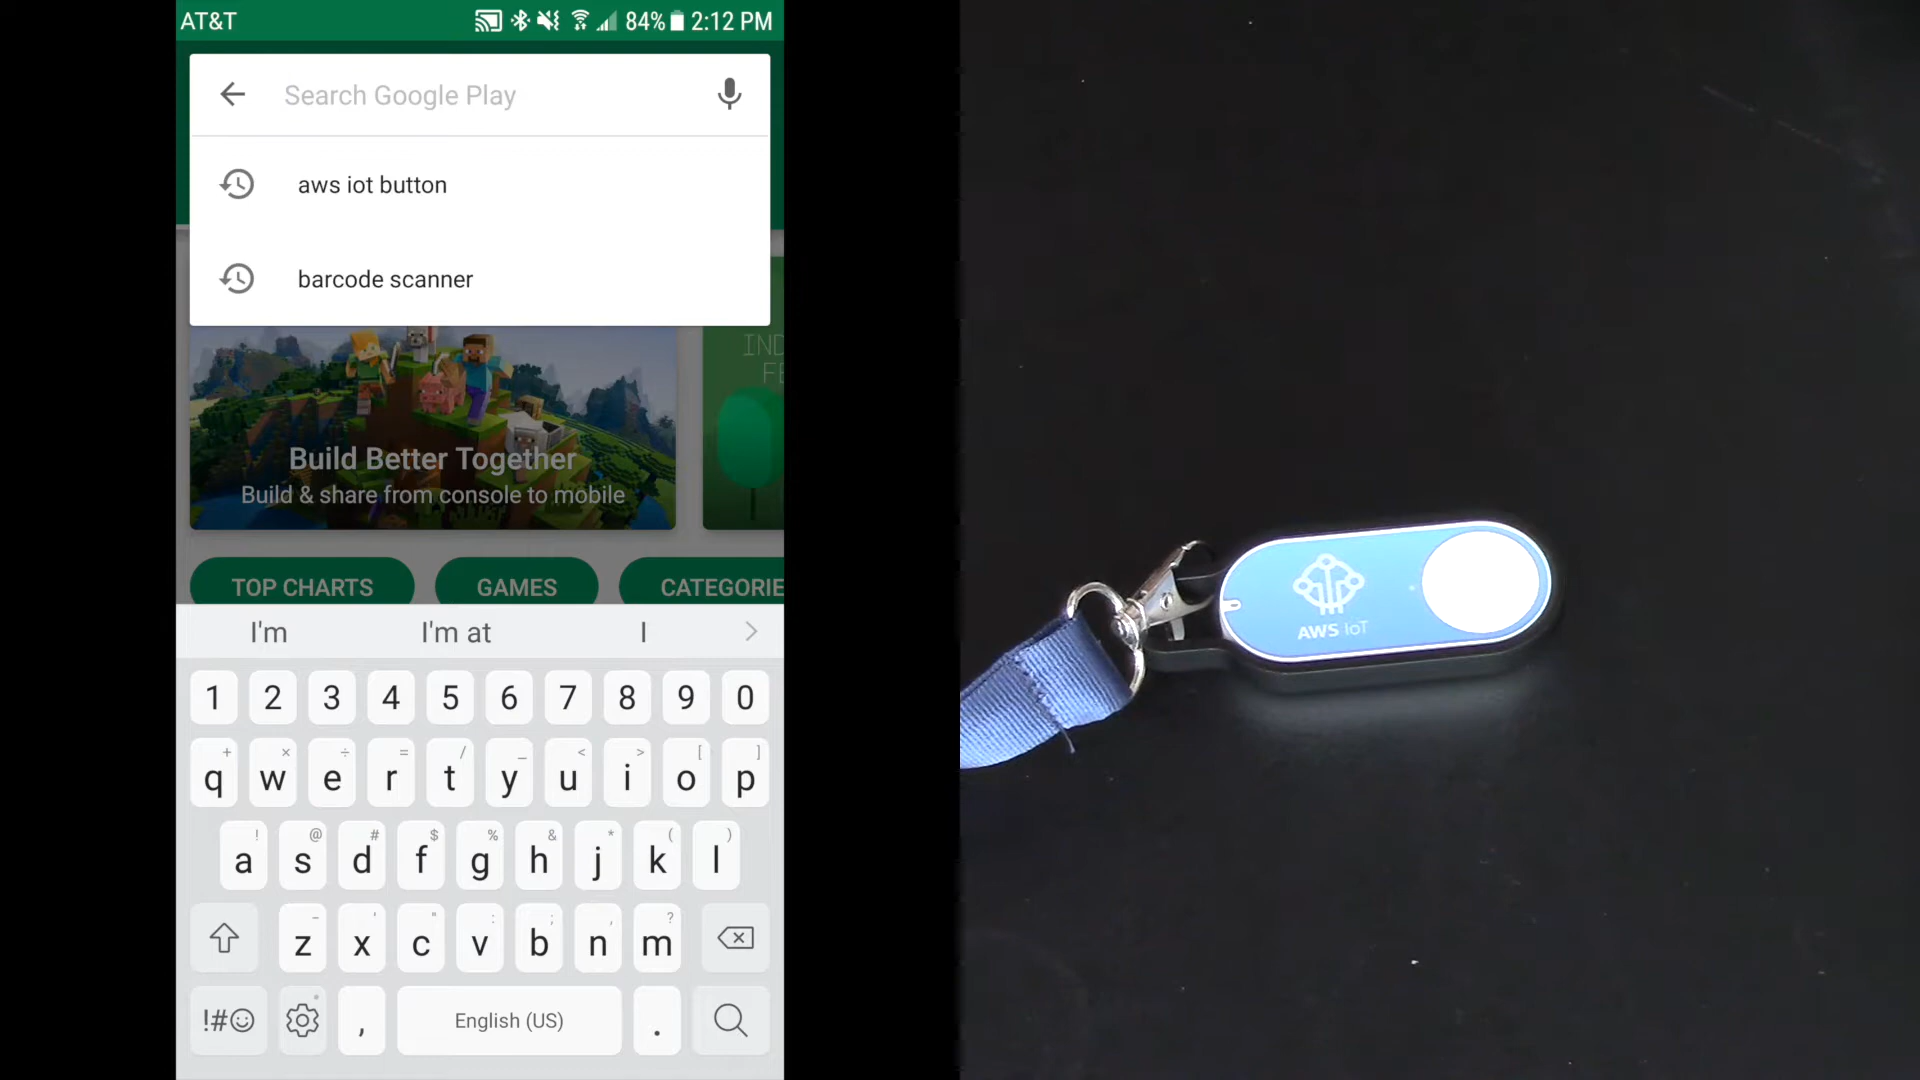 AT&T 84% 2:12 PM
Search Google Play
aws iot button
barcode scanner
IND
FE
Build Better Together
Build & share from console to mobile
TOP CHARTS GAMES CATEGORIE
I'm I'm at I
1 2 3 4 5 6 7 8 9 0
+ × ÷ = / _ < > [ ]
q w e r t y u i o p
! @ # $ % & * ( )
a s d f g h j k l
- ' " : ; , ?
z x c v b n m
!#☺ , English (US) .
AWS IoT